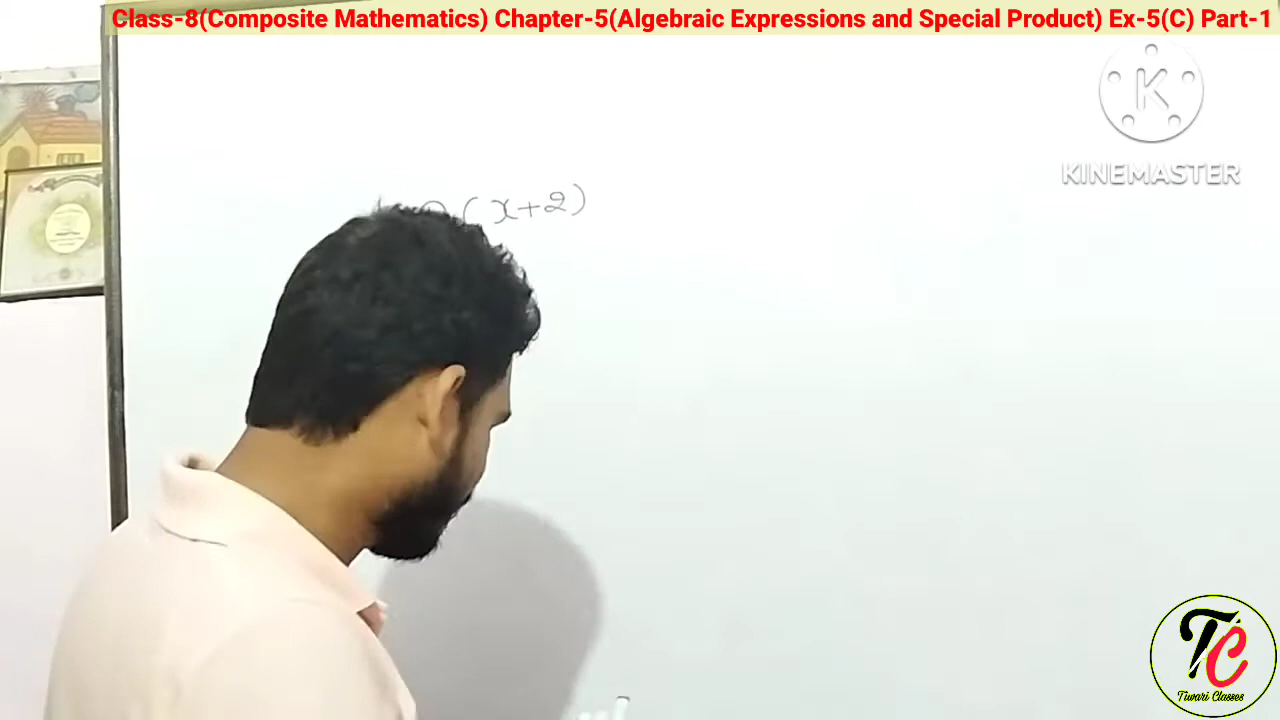 Class-8(Composite Mathematics) Chapter-5(Algebraic Expressions and Special Product) Ex-5(C) Part-1
K
KINEMASTER
(x+2)
TC
Tiwari Classes